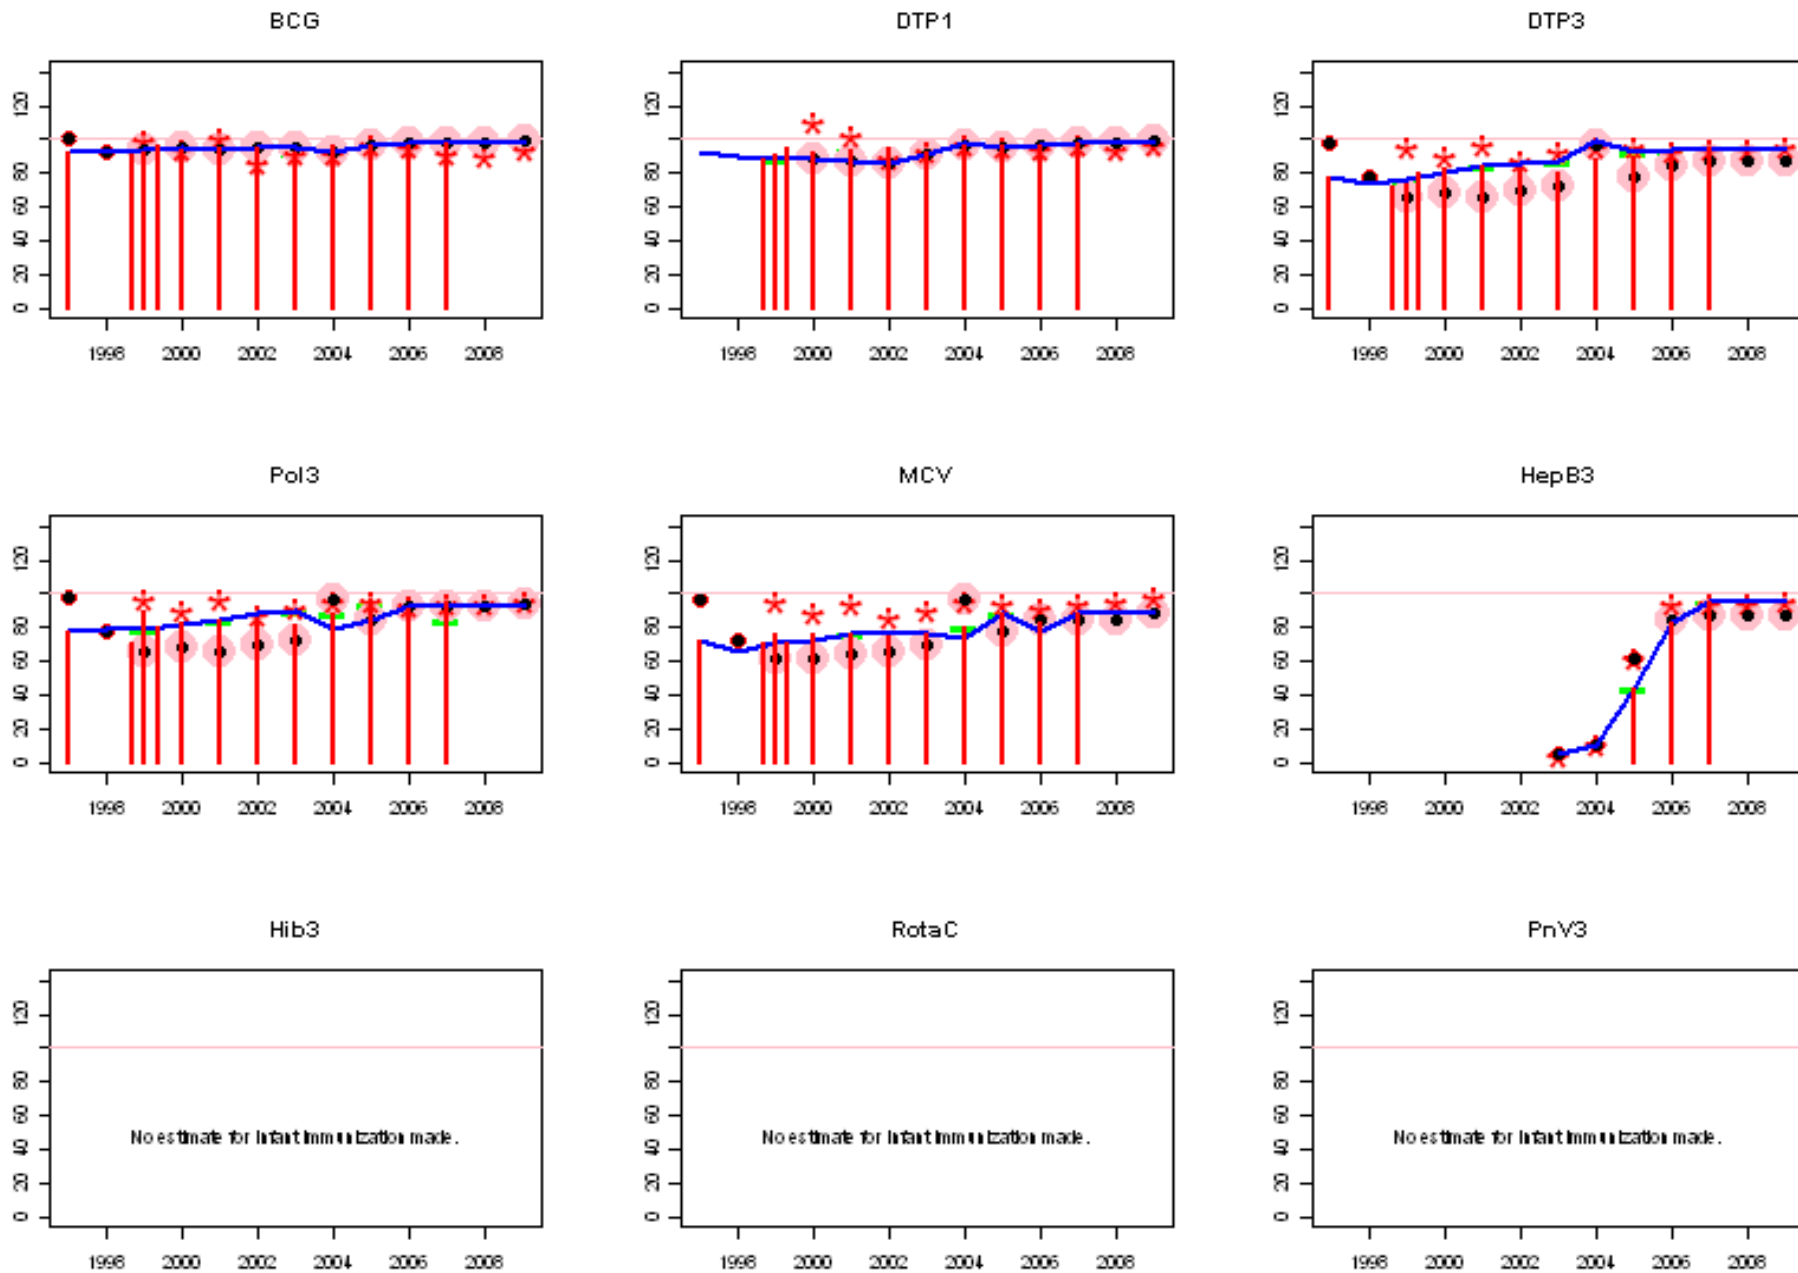 BCG DTP1 DTP3
120 120 120
80 80 80
60 60 60
40 40 40
20 20 20
0 0 0
1998 2000 2002 2004 2006 2008 1998 2000 2002 2004 2006 2008 1998 2000 2002 2004 2006 2008
Pol3 MCV HepB3
120 120 120
80 80 80
60 60 60
40 40 40
20 20 20
0 0 0
1998 2000 2002 2004 2006 2008 1998 2000 2002 2004 2006 2008 1998 2000 2002 2004 2006 2008
Hib3 RotaC PnV3
120 120 120
80 80 80
60 60 60
No estimate for infant immunization made. No estimate for infant immunization made. No estimate for infant immunization made.
40 40 40
20 20 20
0 0 0
1998 2000 2002 2004 2006 2008 1998 2000 2002 2004 2006 2008 1998 2000 2002 2004 2006 2008